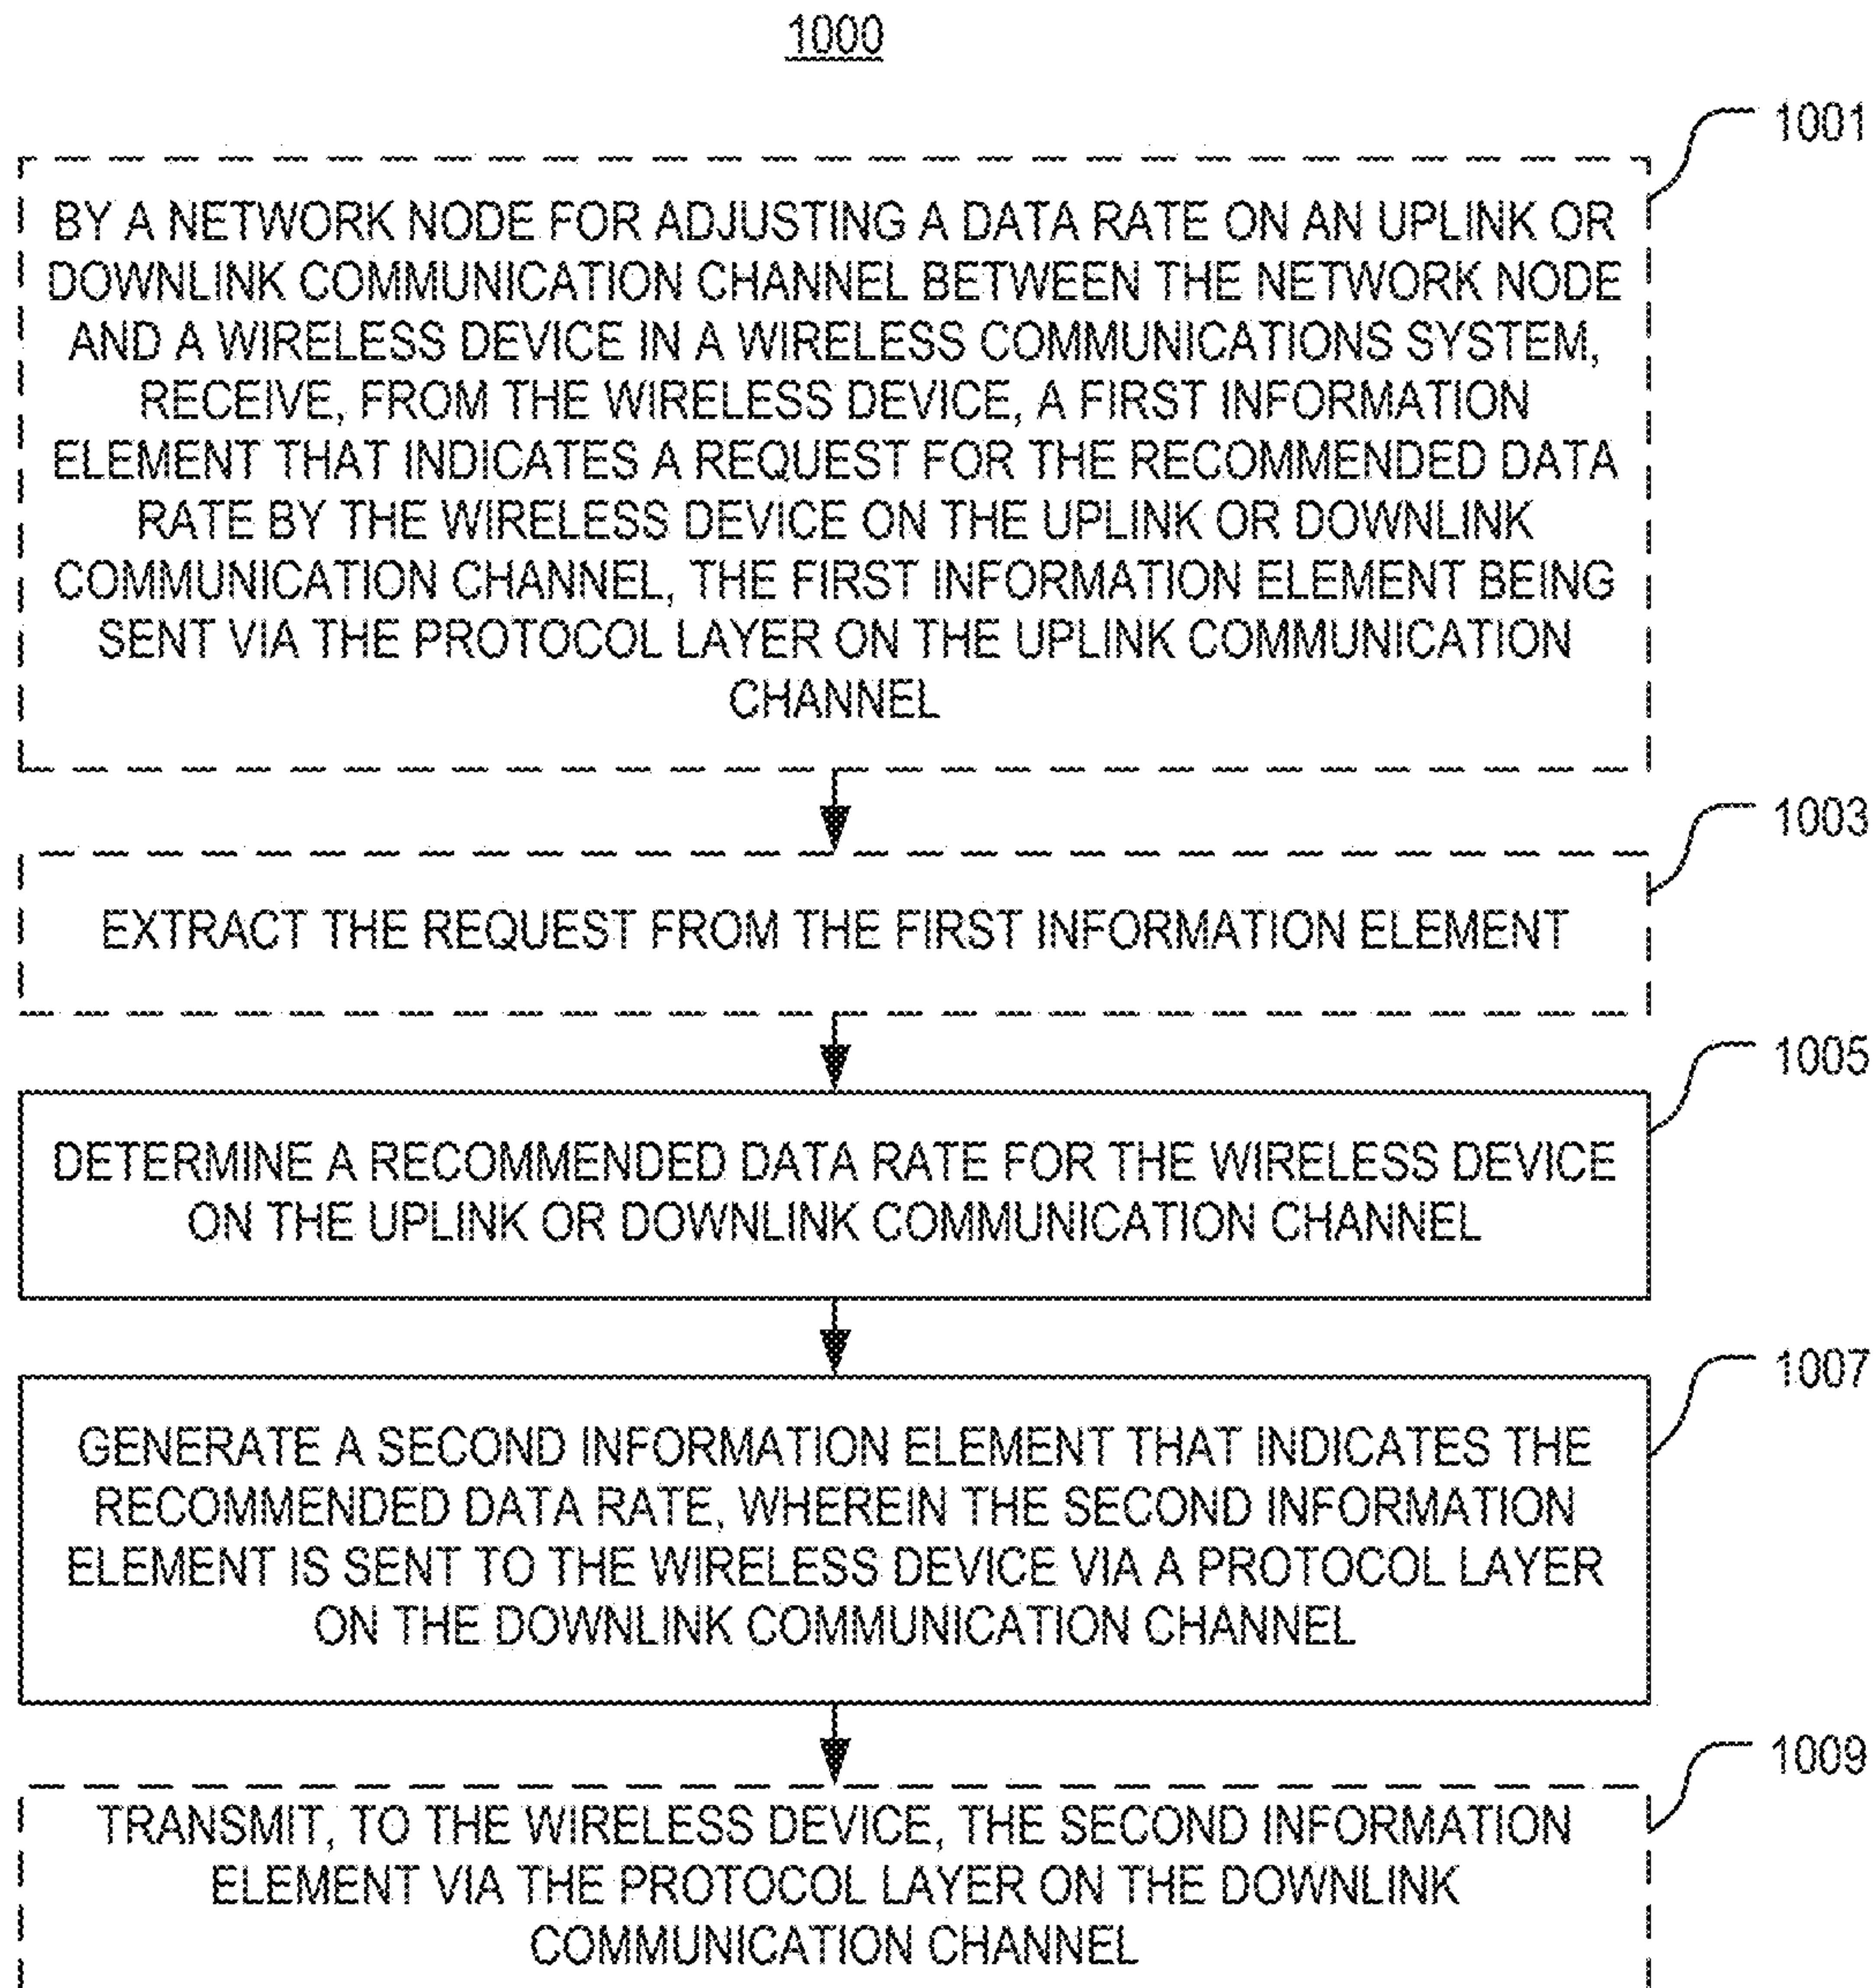 1000
1001
BY A NETWORK NODE FOR ADJUSTING A DATA RATE ON AN UPLINK OR
DOWNLINK COMMUNICATION CHANNEL BETWEEN THE NETWORK NODE
AND A WIRELESS DEVICE IN A WIRELESS COMMUNICATIONS SYSTEM,
RECEIVE, FROM THE WIRELESS DEVICE, A FIRST INFORMATION
ELEMENT THAT INDICATES A REQUEST FOR THE RECOMMENDED DATA
RATE BY THE WIRELESS DEVICE ON THE UPLINK OR DOWNLINK
COMMUNICATION CHANNEL, THE FIRST INFORMATION ELEMENT BEING
SENT VIA THE PROTOCOL LAYER ON THE UPLINK COMMUNICATION
CHANNEL
1003
EXTRACT THE REQUEST FROM THE FIRST INFORMATION ELEMENT
1005
DETERMINE A RECOMMENDED DATA RATE FOR THE WIRELESS DEVICE
ON THE UPLINK OR DOWNLINK COMMUNICATION CHANNEL
1007
GENERATE A SECOND INFORMATION ELEMENT THAT INDICATES THE
RECOMMENDED DATA RATE, WHEREIN THE SECOND INFORMATION
ELEMENT IS SENT TO THE WIRELESS DEVICE VIA A PROTOCOL LAYER
ON THE DOWNLINK COMMUNICATION CHANNEL
1009
TRANSMIT, TO THE WIRELESS DEVICE, THE SECOND INFORMATION
ELEMENT VIA THE PROTOCOL LAYER ON THE DOWNLINK
COMMUNICATION CHANNEL